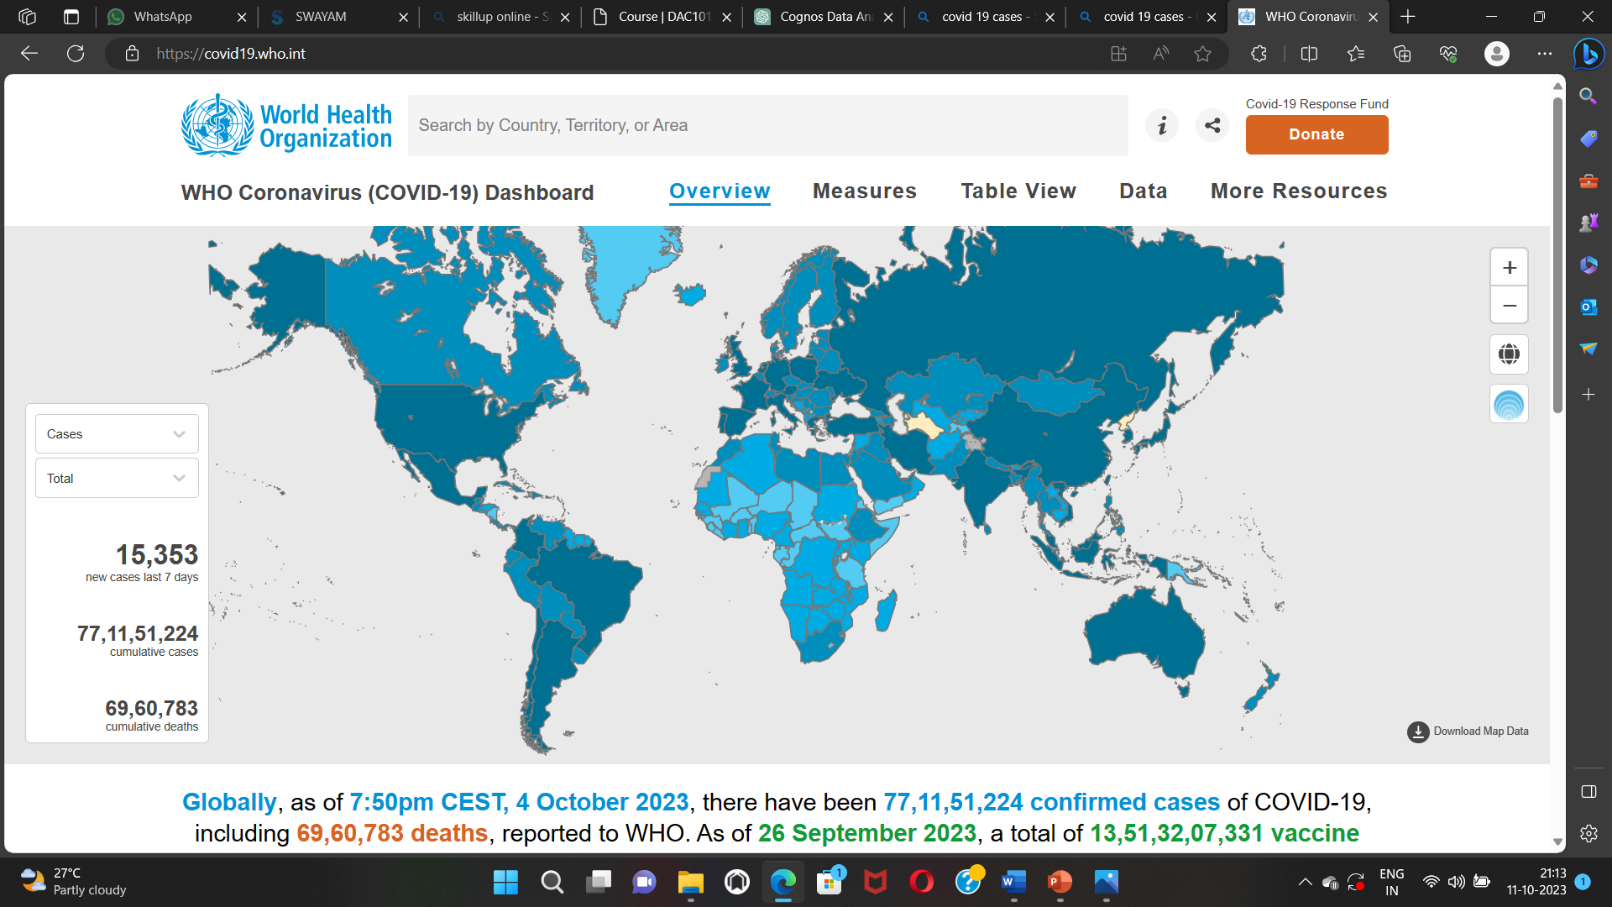 WhatsApp
SWAYAM
skillup online - S
Course | DAC101
Cognos Data An
covid 19 cases -
covid 19 cases -
WHO Coronaviru
https://covid19.who.int
World Health
Organization
Search by Country, Territory, or Area
i
Covid-19 Response Fund
Donate
WHO Coronavirus (COVID-19) Dashboard
Overview
Measures
Table View
Data
More Resources
Cases
Total
15,353
new cases last 7 days
77,11,51,224
cumulative cases
69,60,783
cumulative deaths
Download Map Data
Globally, as of 7:50pm CEST, 4 October 2023, there have been 77,11,51,224 confirmed cases of COVID-19,
including 69,60,783 deaths, reported to WHO. As of 26 September 2023, a total of 13,51,32,07,331 vaccine
27°C
Partly cloudy
1
ENG
IN
21:13
11-10-2023
1